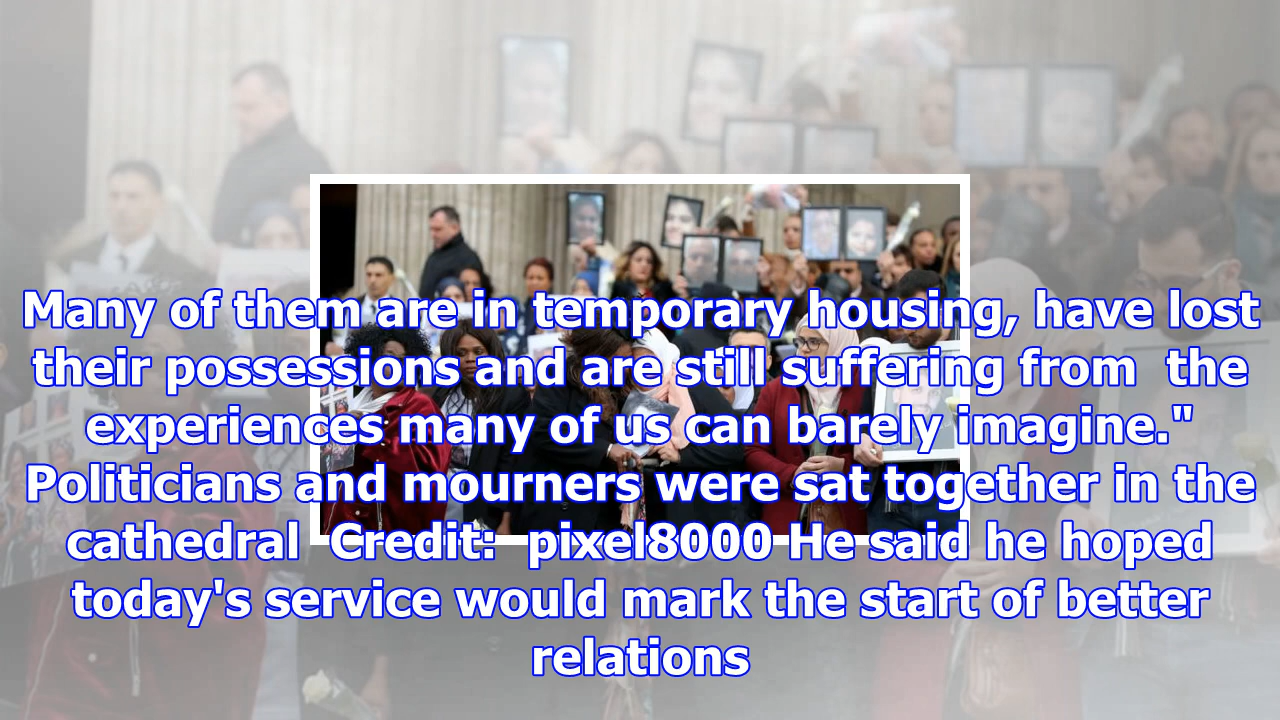 Many of them are in temporary housing, have lost
their possessions and are still suffering from  the
experiences many of us can barely imagine."
Politicians and mourners were sat together in the
cathedral  Credit:  pixel8000 He said he hoped
today's service would mark the start of better
relations